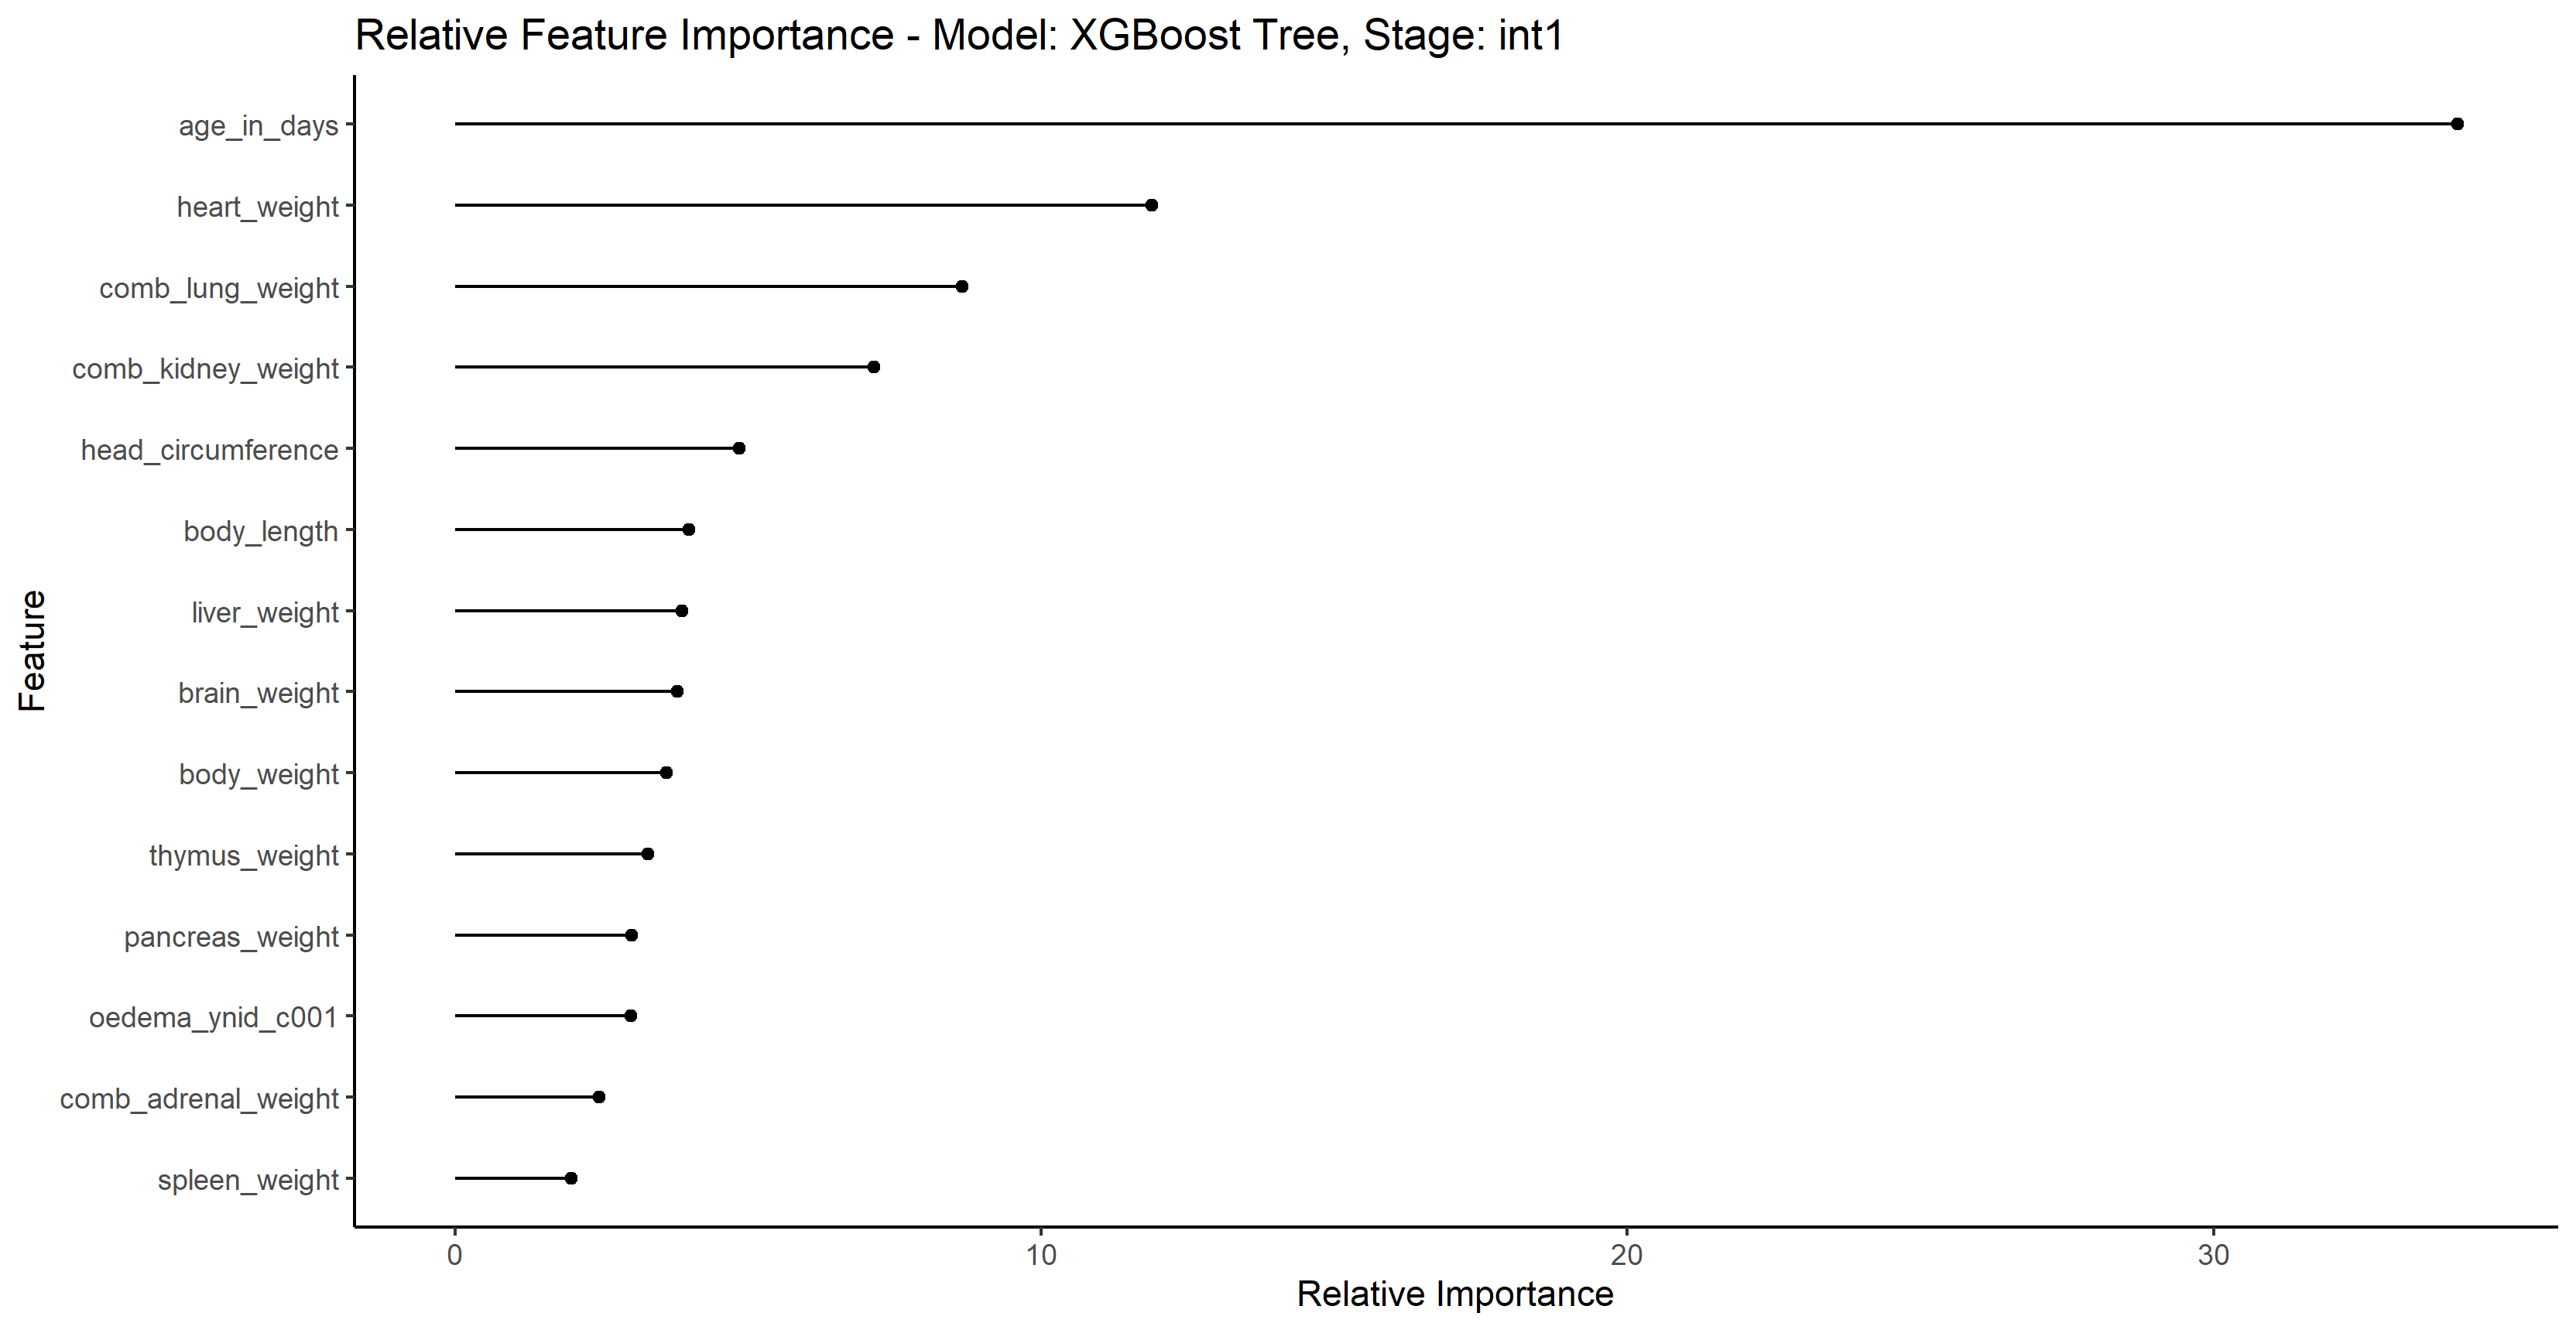 Relative Feature Importance - Model: XGBoost Tree, Stage: int1
Feature
age_in_days
heart_weight
comb_lung_weight
comb_kidney_weight
head_circumference
body_length
liver_weight
brain_weight
body_weight
thymus_weight
pancreas_weight
oedema_ynid_c001
comb_adrenal_weight
spleen_weight
0 10 20 30
Relative Importance